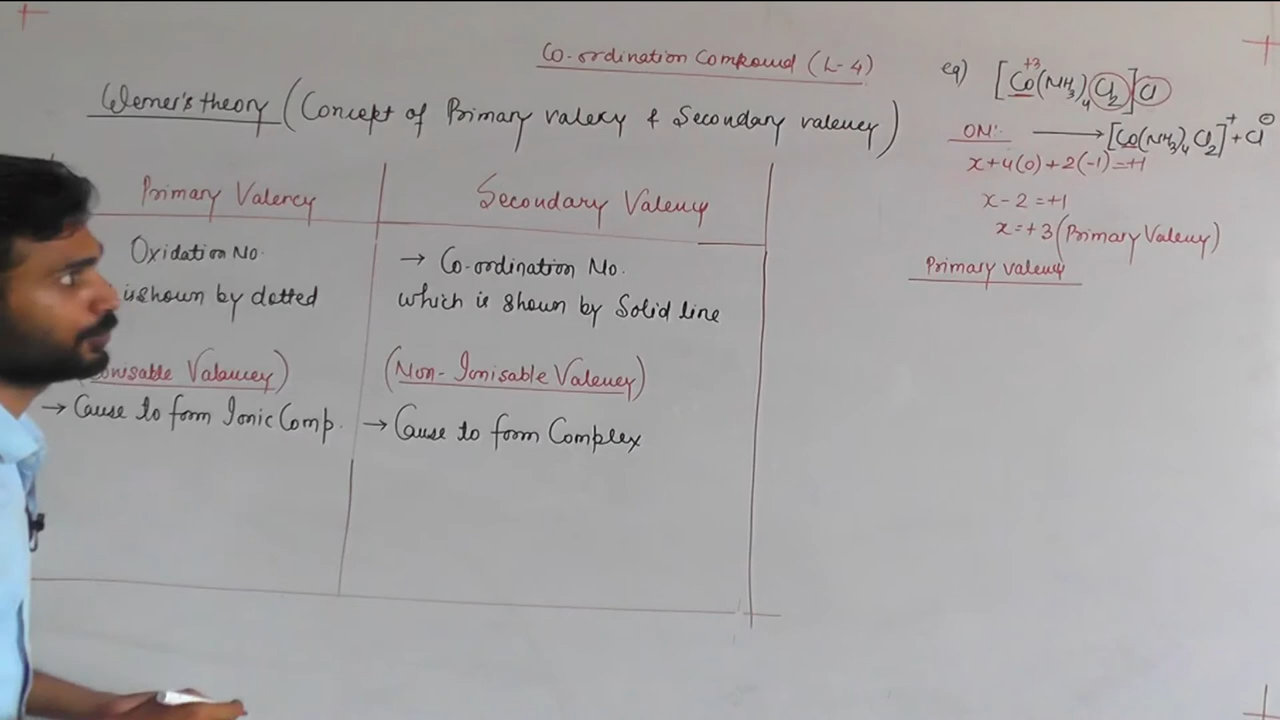 Co-ordination Compound (L-4)
Werner's theory (Concept of Primary valency & Secondary valency)
Primary Valency
Oxidation No.
is shown by dotted
Valancy)
→ Cause to form Ionic Comp.
Secondary Valency
→ Co-ordination No.
which is shown by Solid line
(Non-Ionisable Valency)
→ Cause to form Complex
eq) [Co(NH3)4Cl2]Cl
+3
ON:- → [Co(NH3)4Cl2]+ + Cl⊖
x+4(0)+2(-1)=+1
x-2=+1
x=+3(Primary Valency)
Primary valency